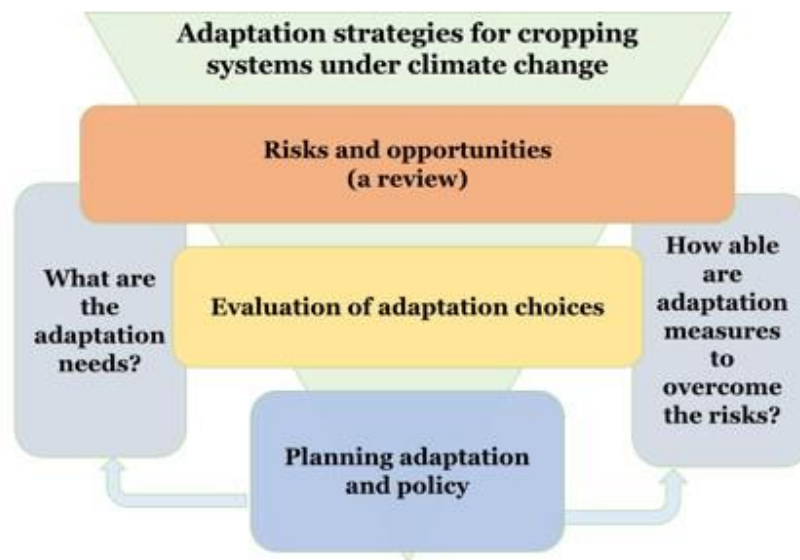 Adaptation strategies for cropping
systems under climate change
Risks and opportunities
(a review)
What are
the
adaptation
needs?
Evaluation of adaptation choices
How able
are
adaptation
measures
to
overcome
the risks?
Planning adaptation
and policy